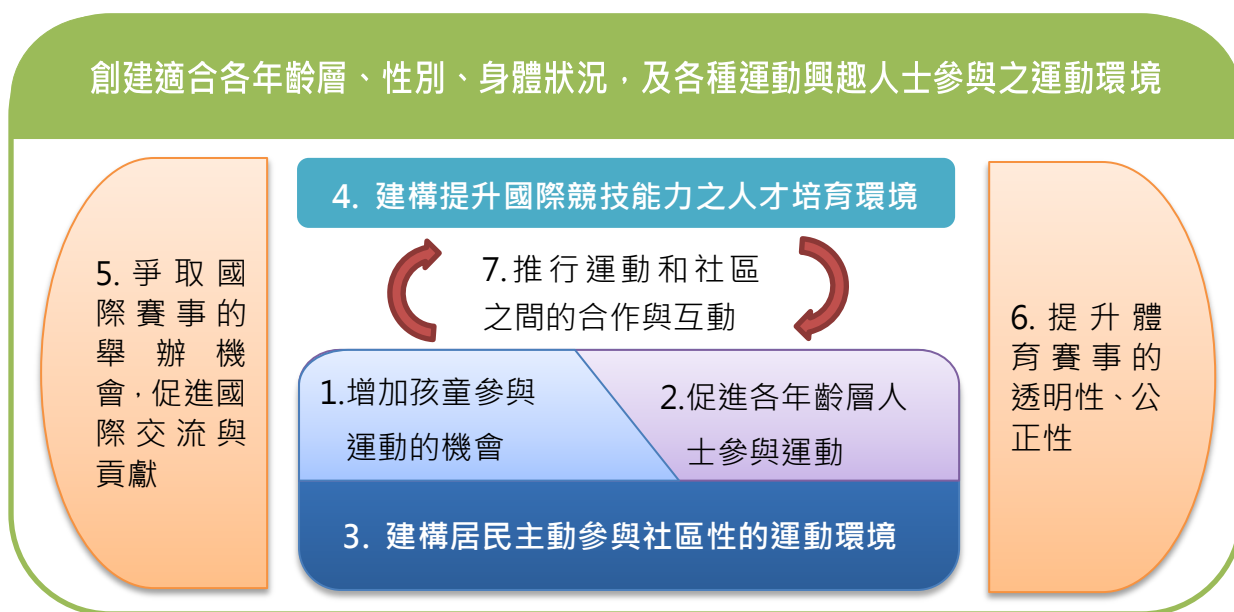 創建適合各年齡層、性別、身體狀況，及各種運動興趣人士參與之運動環境
4. 建構提升國際競技能力之人才培育環境
5. 爭取國
際賽事的
舉辦機
會，促進國
際交流與
貢獻
7.推行運動和社區
之間的合作與互動
6. 提升體
育賽事的
透明性、公
正性
1.增加孩童參與
運動的機會
2.促進各年齡層人
士參與運動
3. 建構居民主動參與社區性的運動環境